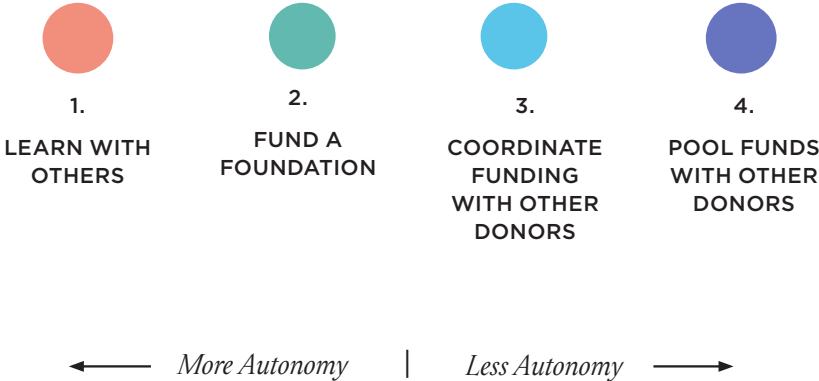 1.
LEARN WITH
OTHERS
2.
FUND A
FOUNDATION
3.
COORDINATE
FUNDING
WITH OTHER
DONORS
4.
POOL FUNDS
WITH OTHER
DONORS
More Autonomy | Less Autonomy